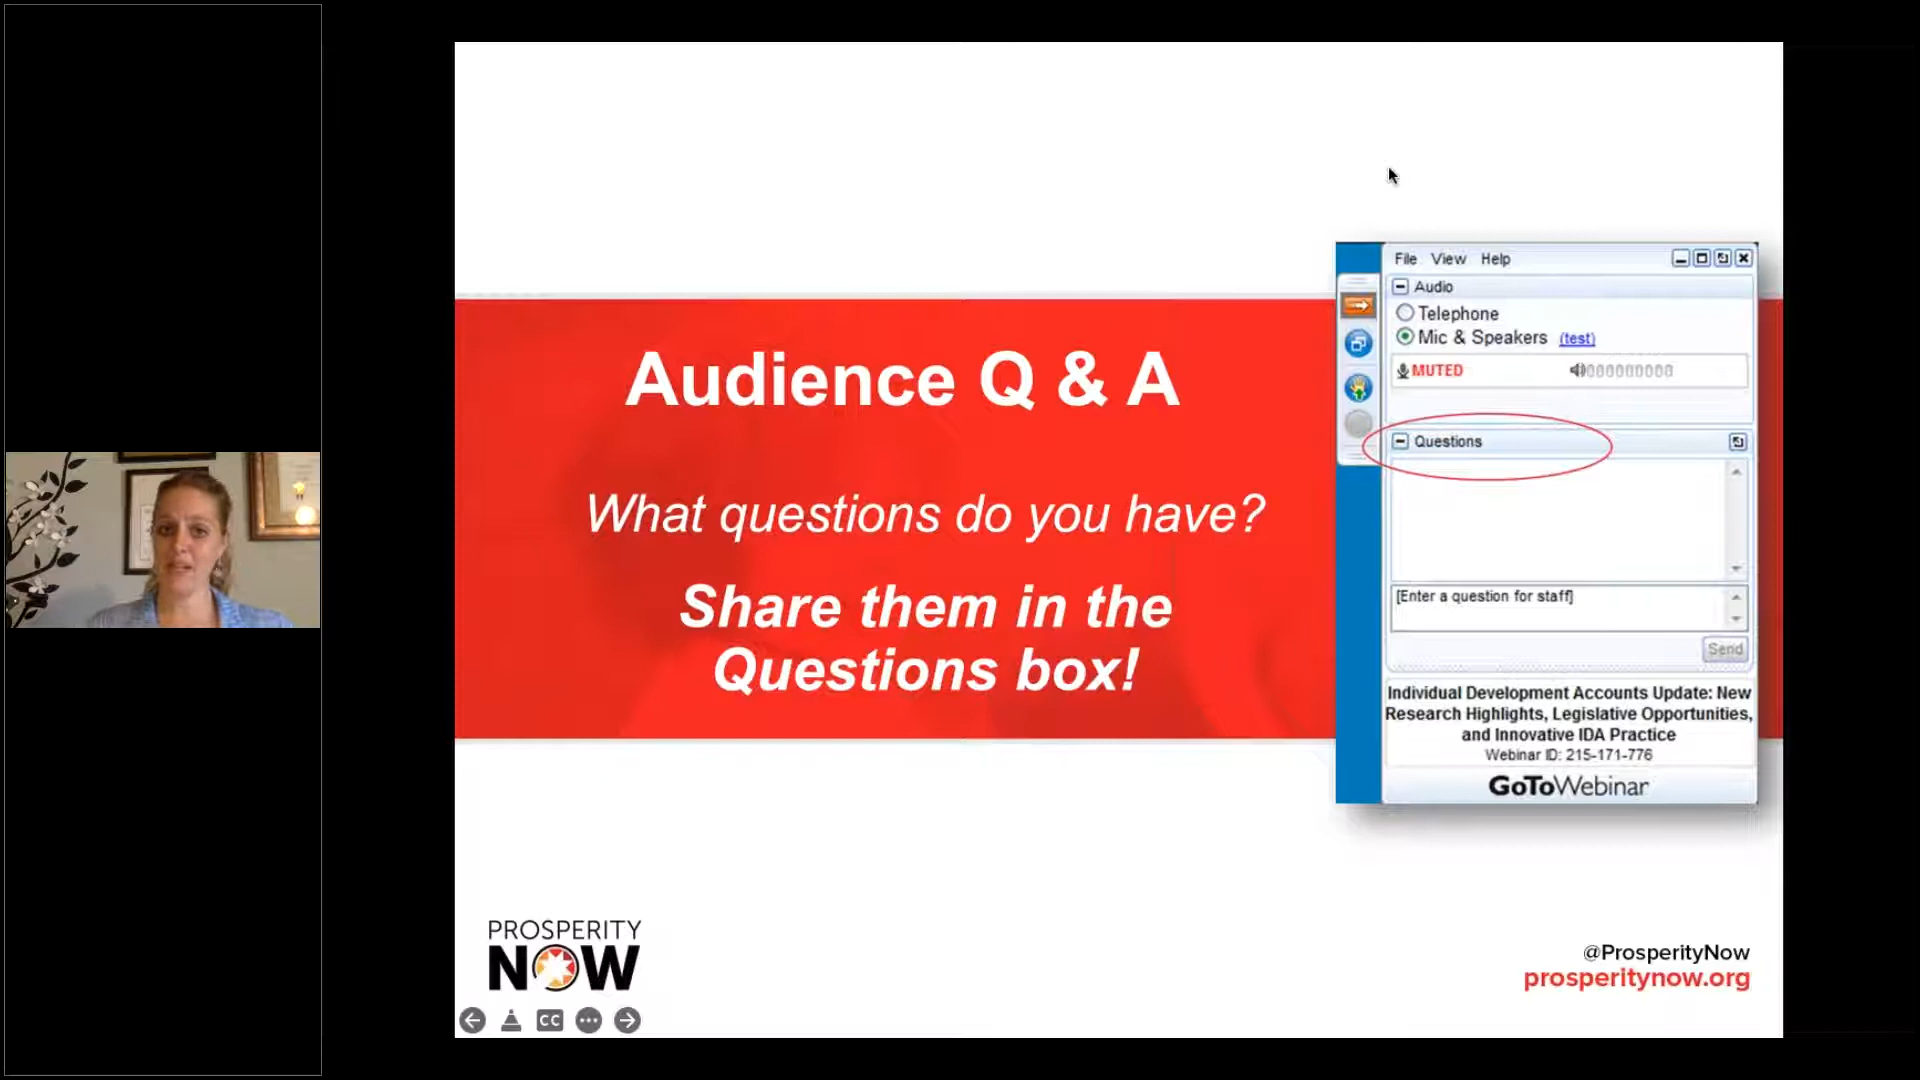 Audience Q & A
What questions do you have?
Share them in the
Questions box!
File View Help
Audio
Telephone
Mic & Speakers (test)
MUTED
Questions
[Enter a question for staff]
Send
Individual Development Accounts Update: New
Research Highlights, Legislative Opportunities,
and Innovative IDA Practice
Webinar ID: 215-171-776
GoToWebinar
PROSPERITY
NOW
@ProsperityNow
prosperitynow.org
CC